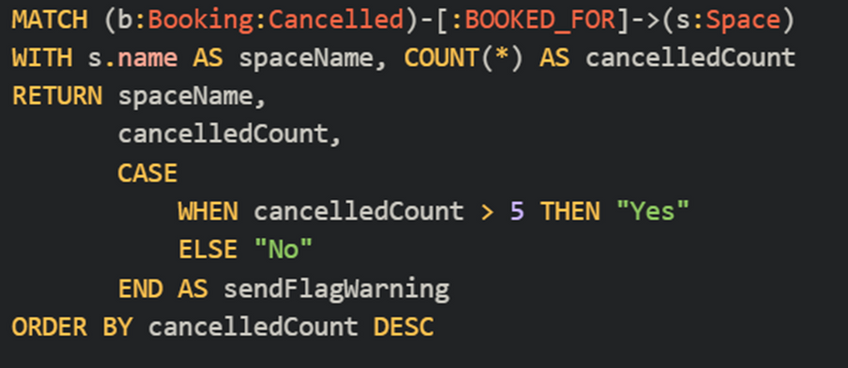 MATCH (b:Booking:Cancelled)-[:BOOKED_FOR]->(s:Space)
WITH s.name AS spaceName, COUNT(*) AS cancelledCount
RETURN spaceName,
       cancelledCount,
       CASE
           WHEN cancelledCount > 5 THEN "Yes"
           ELSE "No"
       END AS sendFlagWarning
ORDER BY cancelledCount DESC